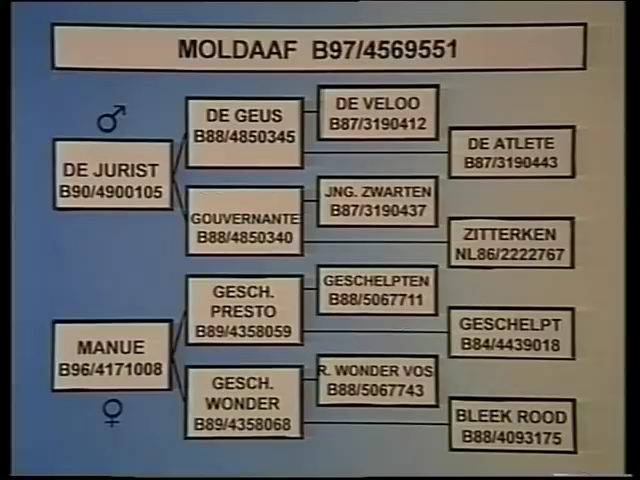 MOLDAAF B97/4569551
DE JURIST
B90/4900105
DE GEUS
B88/4850345
DE VELOO
B87/3190412
DE ATLETE
B87/3190443
GOUVERNANTE
B88/4850340
JNG. ZWARTEN
B87/3190437
ZITTERKEN
NL86/2222767
MANUE
B96/4171008
GESCH.
PRESTO
B89/4358059
GESCHELPTEN
B88/5067711
GESCHELPT
B84/4439018
GESCH.
WONDER
B89/4358068
R. WONDER VOS
B88/5067743
BLEEK ROOD
B88/4093175